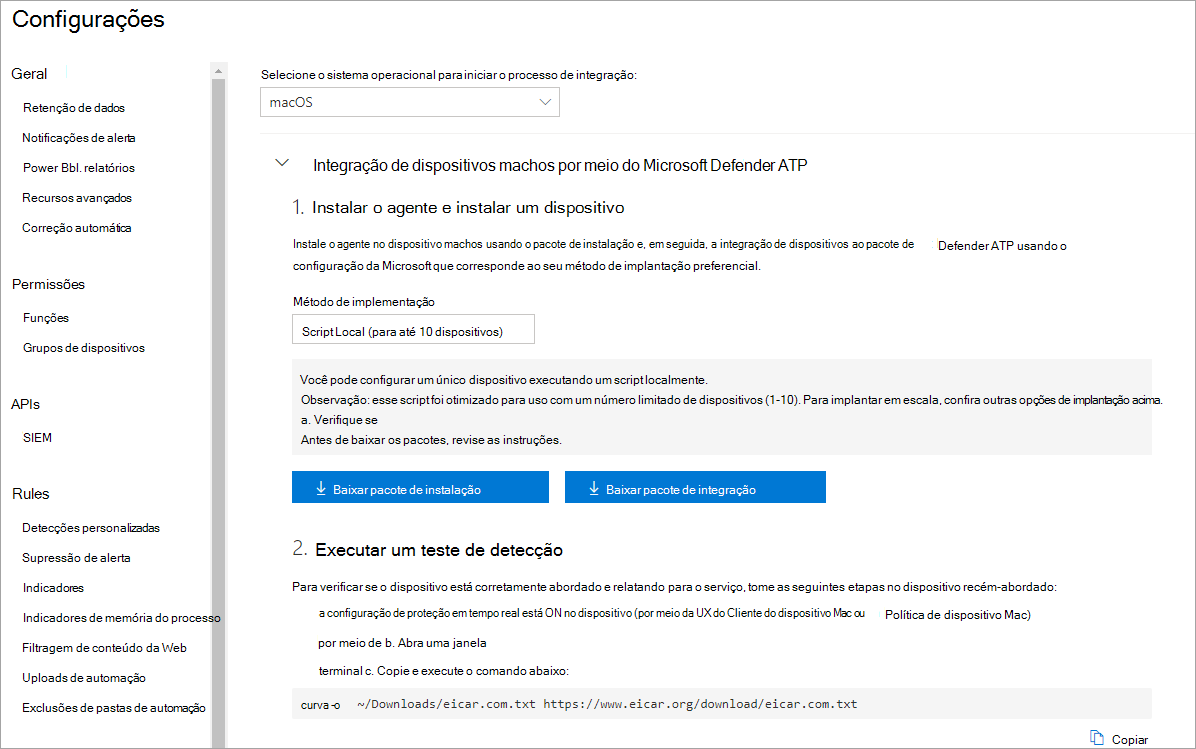 Configurações
Geral
Retenção de dados
Notificações de alerta
Power Bbl. relatórios
Recursos avançados
Correção automática
Permissões
Funções
Grupos de dispositivos
APIs
SIEM
Rules
Detecções personalizadas
Supressão de alerta
Indicadores
Indicadores de memória do processo
Filtragem de conteúdo da Web
Uploads de automação
Exclusões de pastas de automação
Selecione o sistema operacional para iniciar o processo de integração:
macOS
Integração de dispositivos machos por meio do Microsoft Defender ATP
1. Instalar o agente e instalar um dispositivo
Instale o agente no dispositivo machos usando o pacote de instalação e, em seguida, a integração de dispositivos ao pacote de Defender ATP usando o
configuração da Microsoft que corresponde ao seu método de implantação preferencial.
Método de implementação
Script Local (para até 10 dispositivos)
Você pode configurar um único dispositivo executando um script localmente.
Observação: esse script foi otimizado para uso com um número limitado de dispositivos (1-10). Para implantar em escala, confira outras opções de implantação acima.
a. Verifique se
Antes de baixar os pacotes, revise as instruções.
Baixar pacote de instalação
Baixar pacote de integração
2. Executar um teste de detecção
Para verificar se o dispositivo está corretamente abordado e relatando para o serviço, tome as seguintes etapas no dispositivo recém-abordado:
a configuração de proteção em tempo real está ON no dispositivo (por meio da UX do Cliente do dispositivo Mac ou Política de dispositivo Mac)
por meio de b. Abra uma janela
terminal c. Copie e execute o comando abaixo:
curva -o ~/Downloads/eicar.com.txt https://www.eicar.org/download/eicar.com.txt
Copiar